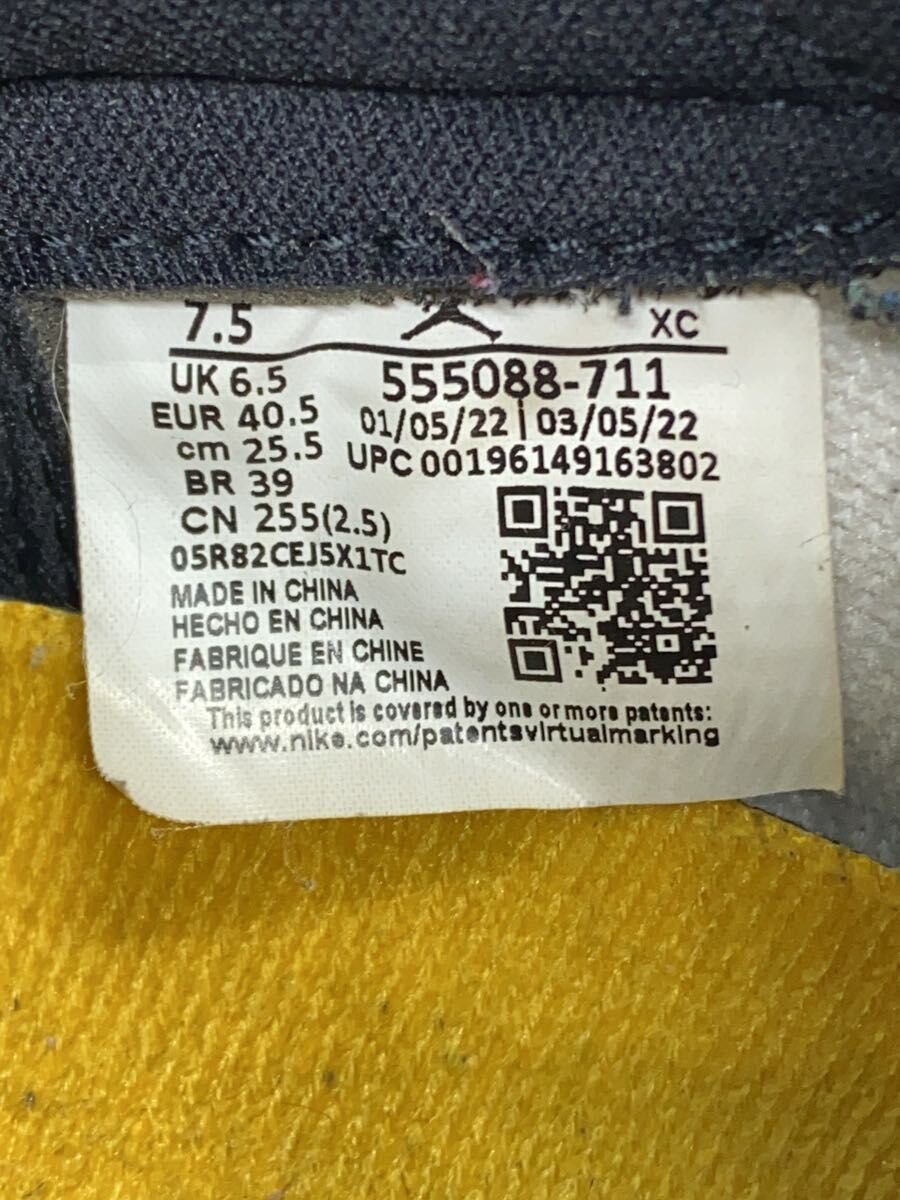 7.5 XC
UK 6.5 555088-711
EUR 40.5 01/05/22 | 03/05/22
cm 25.5 UPC 00196149163802
BR 39
CN 255(2.5)
05R82CEJ5X1TC
MADE IN CHINA
HECHO EN CHINA
FABRIQUE EN CHINE
FABRICADO NA CHINA
This product is covered by one or more patents:
www.nike.com/patentsvirtualmarking